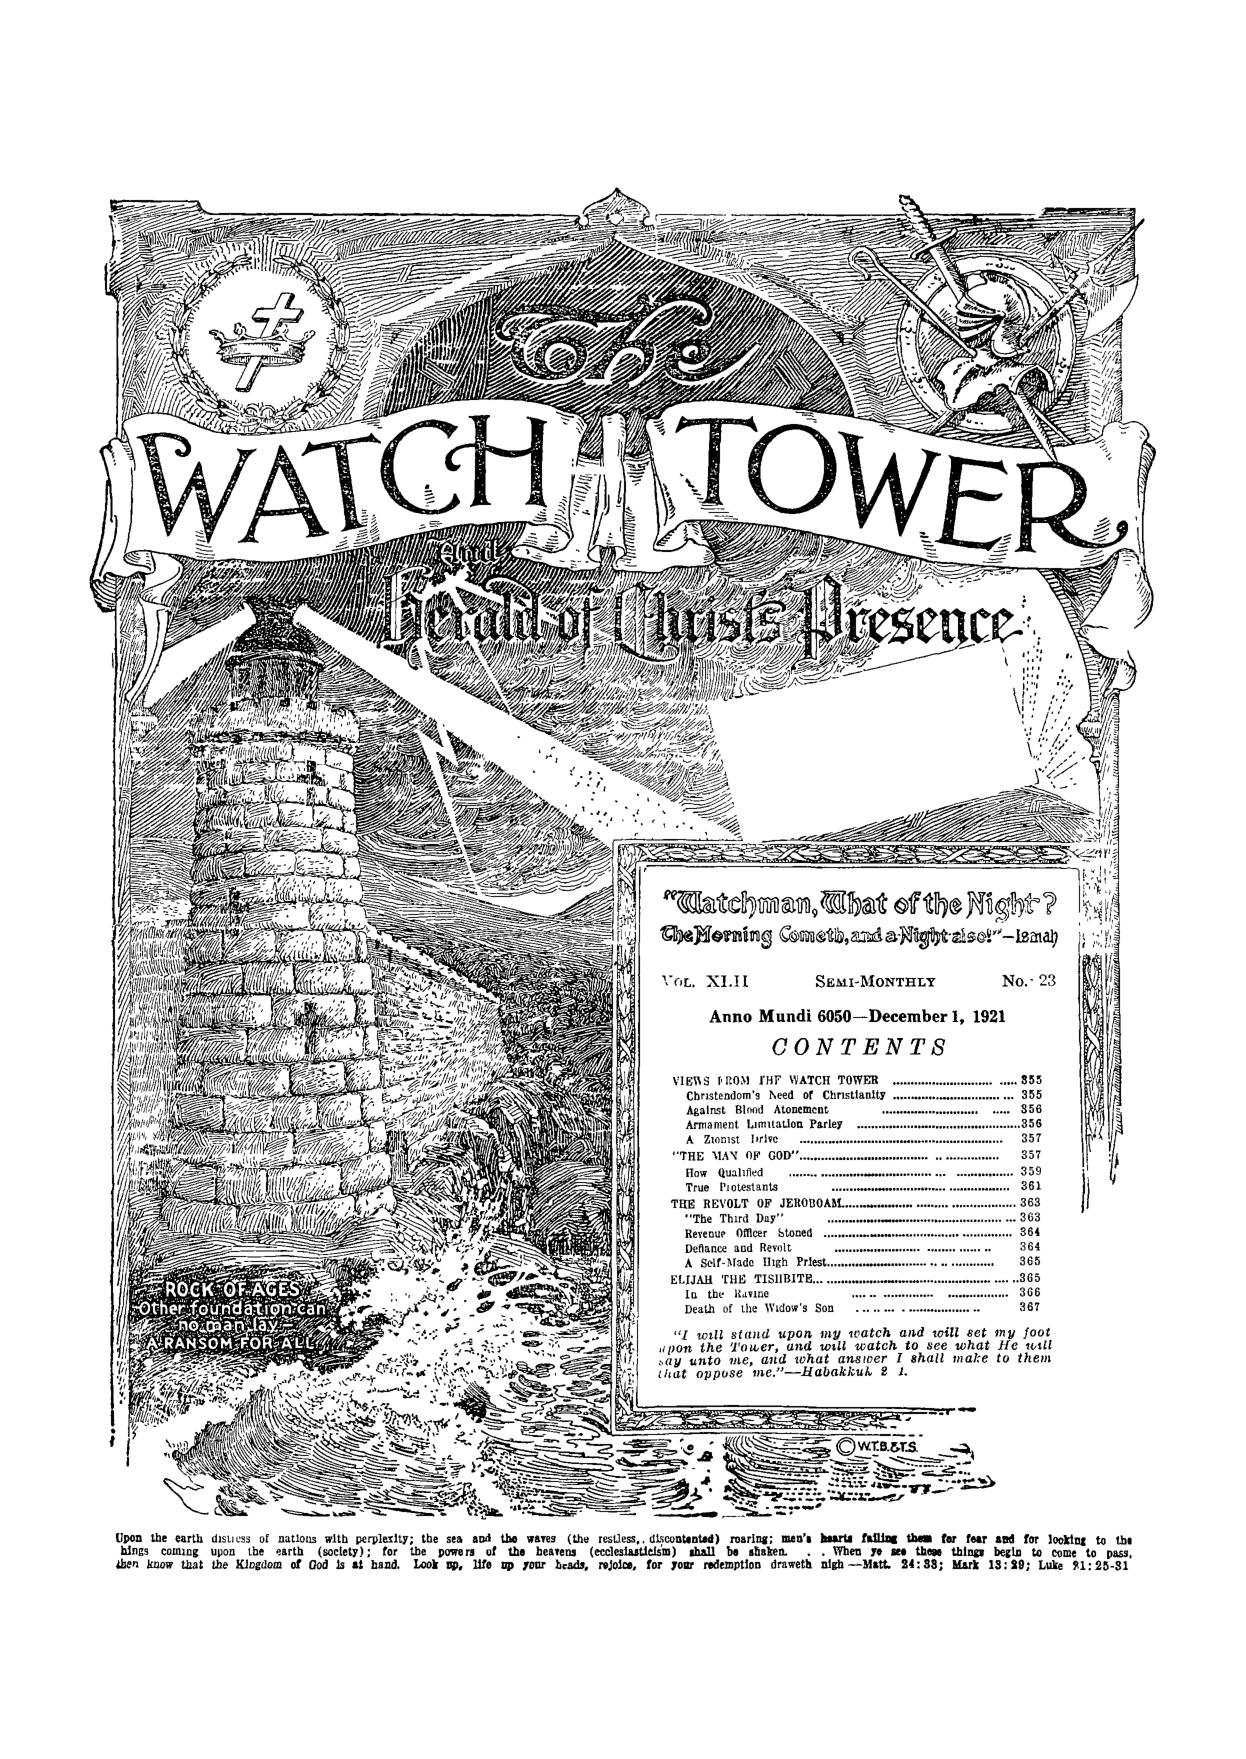 The
WATCH TOWER
And
Herald of Christ's Presence
"Watchman, What of the Night?
The Morning Cometh, and a Night also!"—Isaiah
VOL. XLII SEMI-MONTHLY No. 23
Anno Mundi 6050—December 1, 1921
CONTENTS
VIEWS FROM THE WATCH TOWER 355
Christendom's Need of Christianity 355
Against Blood Atonement 356
Armament Limitation Parley 356
A Zionist Drive 357
"THE MAN OF GOD" 357
How Qualified 359
True Protestants 361
THE REVOLT OF JEROBOAM 363
"The Third Day" 363
Revenue Officer Stoned 364
Defiance and Revolt 364
A Self-Made High Priest 365
ELIJAH THE TISHBITE 365
In the Ravine 366
Death of the Widow's Son 367
"I will stand upon my watch and will set my foot
upon the Tower, and will watch to see what He will
say unto me, and what answer I shall make to them
that oppose me."—Habakkuk 2 1.
ROCK OF AGES
Other foundation can
no man lay—
A RANSOM FOR ALL
©W.T.B.&T.S.
Upon the earth distress of nations with perplexity; the sea and the waves (the restless, discontented) roaring; men's hearts failing them for fear and for looking to the
things coming upon the earth (society); for the powers of the heavens (ecclesiasticism) shall be shaken. . . When ye see these things begin to come to pass,
then know that the Kingdom of God is at hand. Look up, life up your heads, rejoice, for your redemption draweth nigh —Matt. 24:33; Mark 13:29; Luke 21:25-31